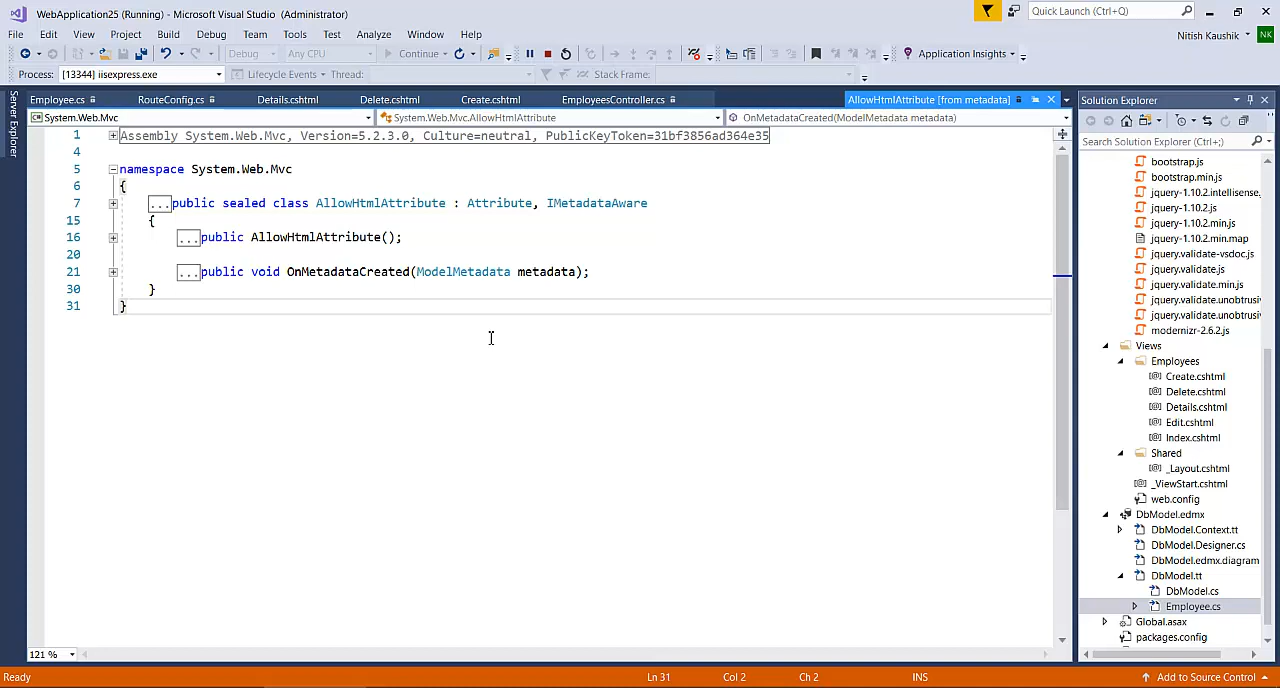 WebApplication25 (Running) - Microsoft Visual Studio (Administrator)
Quick Launch (Ctrl+Q)
File Edit View Project Build Debug Team Tools Test Analyze Window Help
Nitish Kaushik NK
Debug Any CPU Continue Application Insights
Process: [13344] iisexpress.exe Lifecycle Events Thread: Stack Frame:
Server Explorer
Employee.cs RouteConfig.cs Details.cshtml Delete.cshtml Create.cshtml EmployeesController.cs AllowHtmlAttribute [from metadata]
System.Web.Mvc System.Web.Mvc.AllowHtmlAttribute OnMetadataCreated(ModelMetadata metadata)
1 Assembly System.Web.Mvc, Version=5.2.3.0, Culture=neutral, PublicKeyToken=31bf3856ad364e35
4
5 namespace System.Web.Mvc
6 {
7 ...public sealed class AllowHtmlAttribute : Attribute, IMetadataAware
15 {
16 ...public AllowHtmlAttribute();
20
21 ...public void OnMetadataCreated(ModelMetadata metadata);
30 }
31 }
121 %
Solution Explorer
Search Solution Explorer (Ctrl+;)
bootstrap.js
bootstrap.min.js
jquery-1.10.2.intellisense.
jquery-1.10.2.js
jquery-1.10.2.min.js
jquery-1.10.2.min.map
jquery.validate-vsdoc.js
jquery.validate.js
jquery.validate.min.js
jquery.validate.unobtrusi
jquery.validate.unobtrusi
modernizr-2.6.2.js
Views
Employees
Create.cshtml
Delete.cshtml
Details.cshtml
Edit.cshtml
Index.cshtml
Shared
_Layout.cshtml
_ViewStart.cshtml
web.config
DbModel.edmx
DbModel.Context.tt
DbModel.Designer.cs
DbModel.edmx.diagram
DbModel.tt
DbModel.cs
Employee.cs
Global.asax
packages.config
Ready Ln 31 Col 2 Ch 2 INS Add to Source Control